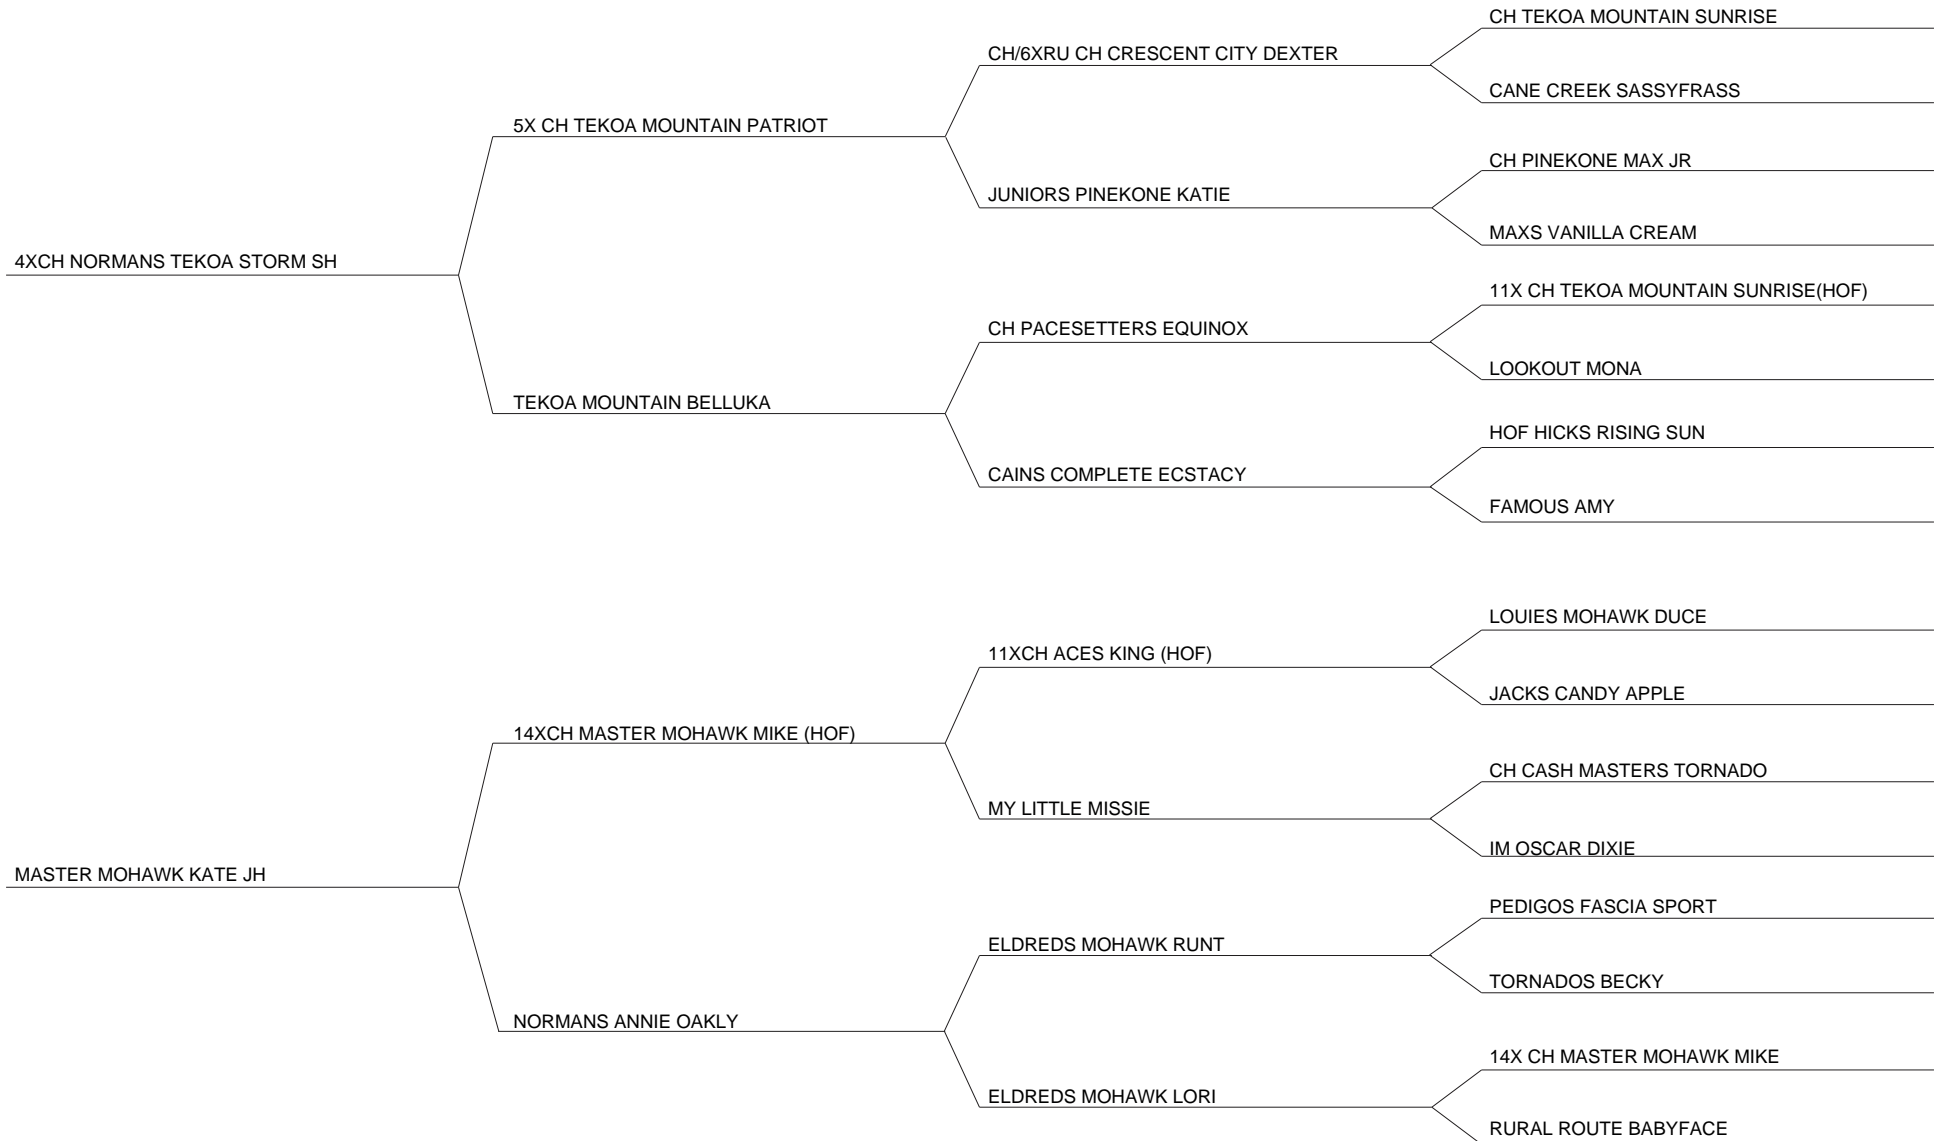 CH TEKOA MOUNTAIN SUNRISE
CH/6XRU CH CRESCENT CITY DEXTER
CANE CREEK SASSYFRASS
5X CH TEKOA MOUNTAIN PATRIOT
CH PINEKONE MAX JR
JUNIORS PINEKONE KATIE
MAXS VANILLA CREAM
4XCH NORMANS TEKOA STORM SH
11X CH TEKOA MOUNTAIN SUNRISE(HOF)
CH PACESETTERS EQUINOX
LOOKOUT MONA
TEKOA MOUNTAIN BELLUKA
HOF HICKS RISING SUN
CAINS COMPLETE ECSTACY
FAMOUS AMY
LOUIES MOHAWK DUCE
11XCH ACES KING (HOF)
JACKS CANDY APPLE
14XCH MASTER MOHAWK MIKE (HOF)
CH CASH MASTERS TORNADO
MY LITTLE MISSIE
IM OSCAR DIXIE
MASTER MOHAWK KATE JH
PEDIGOS FASCIA SPORT
ELDREDS MOHAWK RUNT
TORNADOS BECKY
NORMANS ANNIE OAKLY
14X CH MASTER MOHAWK MIKE
ELDREDS MOHAWK LORI
RURAL ROUTE BABYFACE